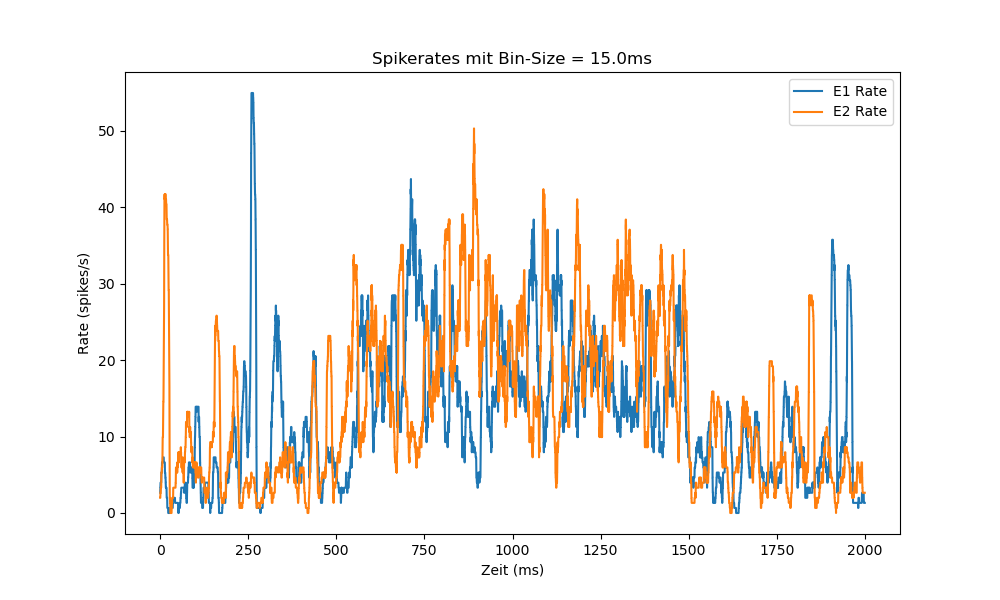 Spikerates mit Bin-Size = 15.0ms
E1 Rate
E2 Rate
Rate (spikes/s)
50
40
30
20
10
0
0 250 500 750 1000 1250 1500 1750 2000
Zeit (ms)